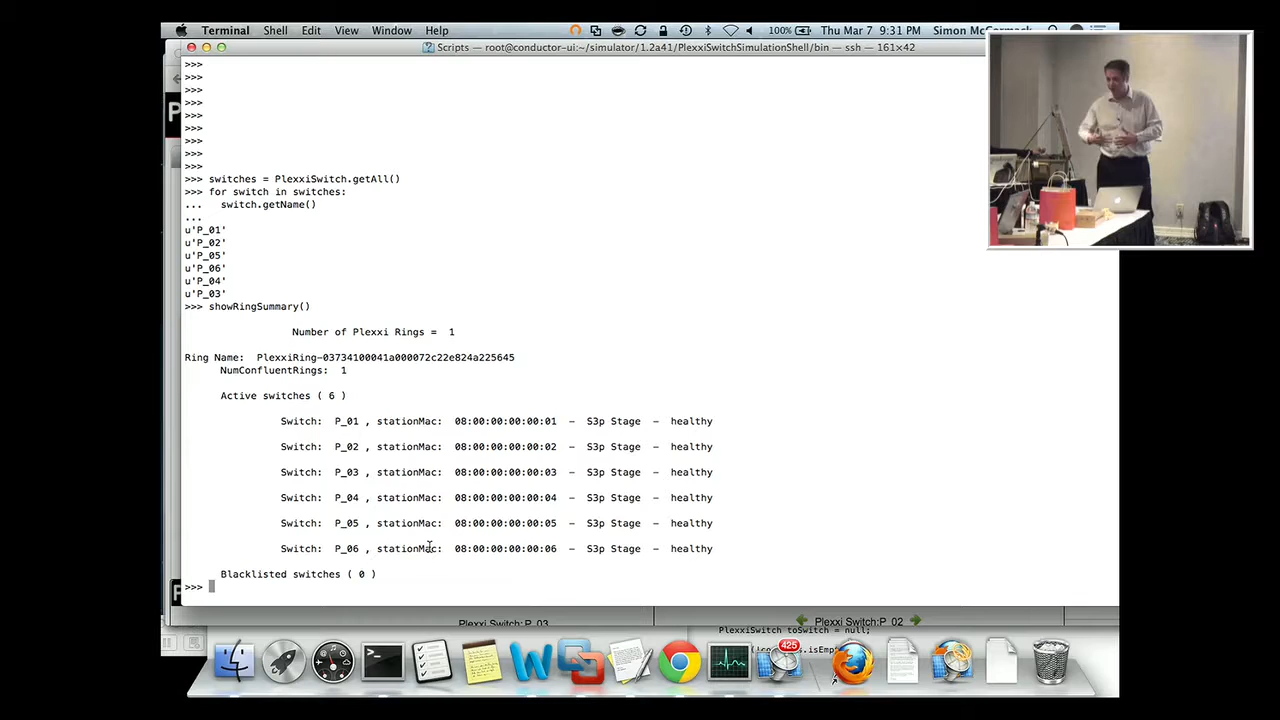 Terminal Shell Edit View Window Help 100% Thu Mar 7 9:31 PM Simon McCormack
Scripts — root@conductor-ui:~/simulator/1.2a41/PlexxiSwitchSimulationShell/bin — ssh — 161×42
>>>
>>>
>>>
>>>
>>>
>>>
>>>
>>>
>>>
>>> switches = PlexxiSwitch.getAll()
>>> for switch in switches:
...   switch.getName()
...
u'P_01'
u'P_02'
u'P_05'
u'P_06'
u'P_04'
u'P_03'
>>> showRingSummary()
Number of Plexxi Rings =  1
Ring Name:  PlexxiRing-03734100041a000072c22e824a225645
NumConfluentRings:  1
Active switches ( 6 )
Switch:  P_01 , stationMac:  08:00:00:00:00:01  –  S3p Stage  –  healthy
Switch:  P_02 , stationMac:  08:00:00:00:00:02  –  S3p Stage  –  healthy
Switch:  P_03 , stationMac:  08:00:00:00:00:03  –  S3p Stage  –  healthy
Switch:  P_04 , stationMac:  08:00:00:00:00:04  –  S3p Stage  –  healthy
Switch:  P_05 , stationMac:  08:00:00:00:00:05  –  S3p Stage  –  healthy
Switch:  P_06 , stationMac:  08:00:00:00:00:06  –  S3p Stage  –  healthy
Blacklisted switches ( 0 )
>>>
Plexxi Switch:P_03 Plexxi Switch:P_02
PlexxiSwitch toSwitch = null;
425